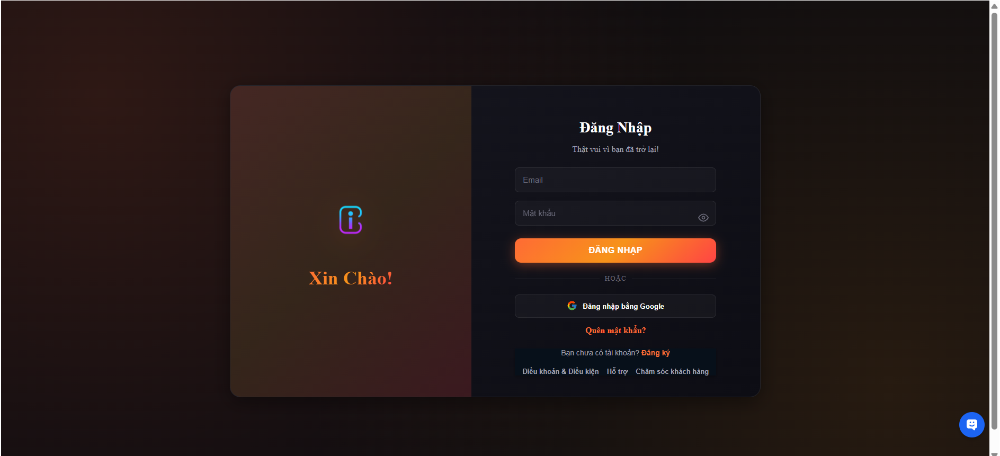 Xin Chào!
Đăng Nhập
Thật vui vì bạn đã trở lại!
Email
Mật khẩu
ĐĂNG NHẬP
HOẶC
Đăng nhập bằng Google
Quên mật khẩu?
Bạn chưa có tài khoản? Đăng ký
Điều khoản & Điều kiện Hỗ trợ Chăm sóc khách hàng